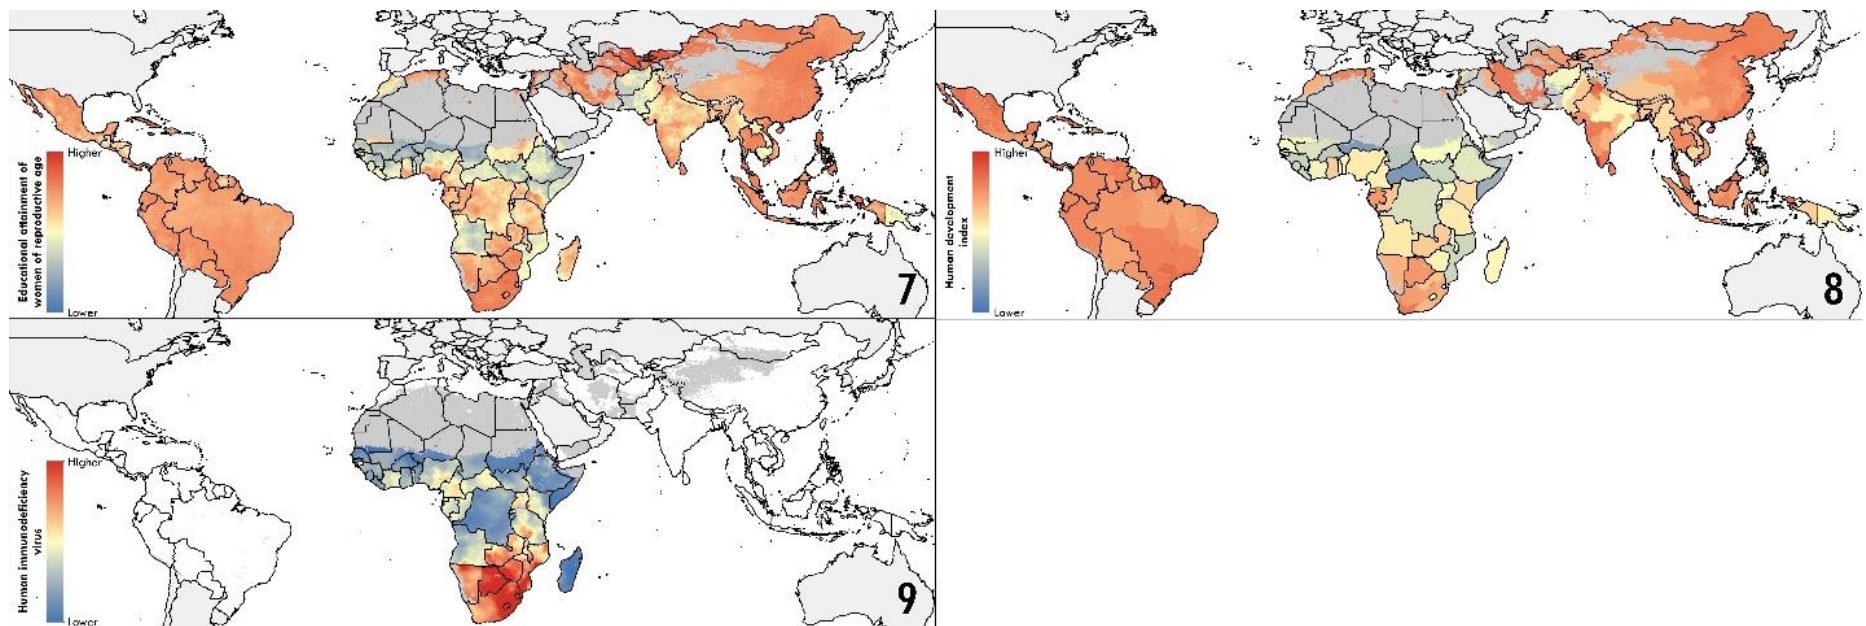 Educational attainment of
women of reproductive age
Higher
Lower
7
Human development
index
Higher
Lower
8
Human immunodeficiency
virus
Higher
Lower
9